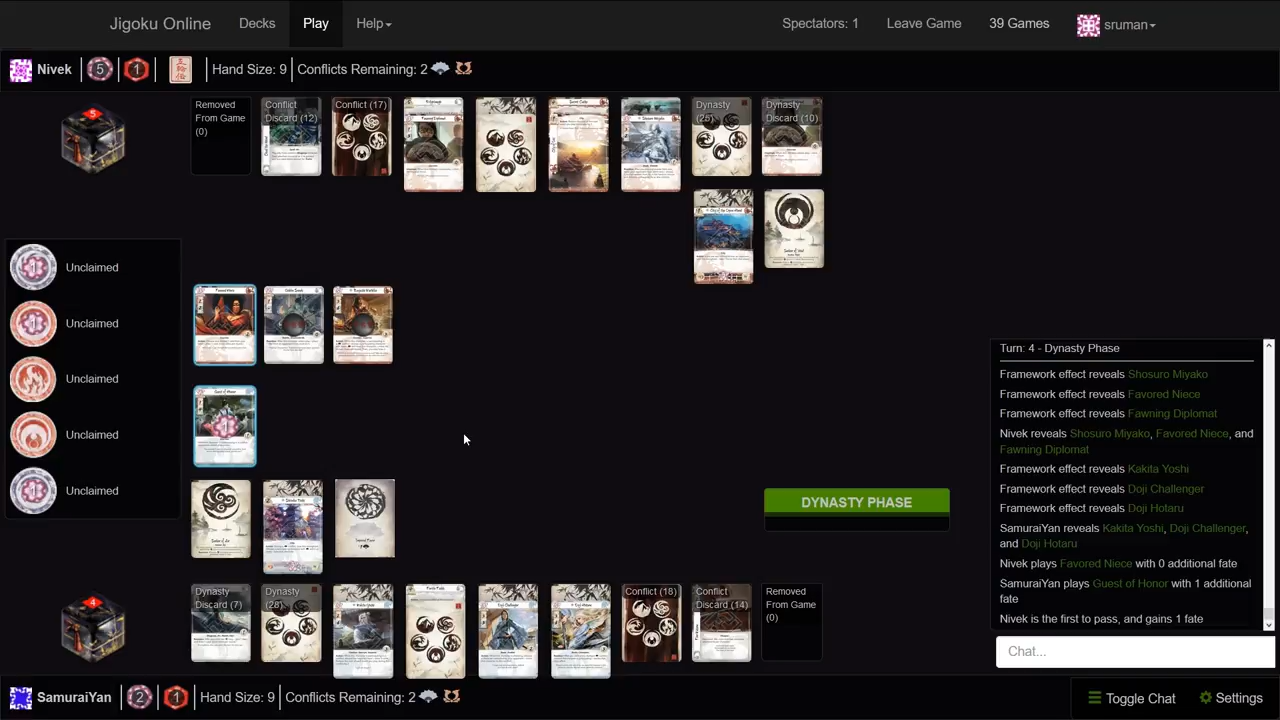 Jigoku Online
Decks
Play
Help
Spectators: 1
Leave Game
39 Games
sruman
Nivek
5
1
Hand Size: 9
Conflicts Remaining: 2
5
Removed
From Game
(0)
Conflict
Discard (12)
Conflict (17)
Dynasty
(25)
Dynasty
Discard (10)
Unclaimed
Unclaimed
1
Unclaimed
Unclaimed
Unclaimed
1
Turn: 4 - Dynasty Phase
Framework effect reveals Shosuro Miyako
Framework effect reveals Favored Niece
Framework effect reveals Fawning Diplomat
Nivek reveals Shosuro Miyako, Favored Niece, and
Fawning Diplomat
Framework effect reveals Kakita Yoshi
Framework effect reveals Doji Challenger
Framework effect reveals Doji Hotaru
SamuraiYan reveals Kakita Yoshi, Doji Challenger,
and Doji Hotaru
Nivek plays Favored Niece with 0 additional fate
SamuraiYan plays Guest of Honor with 1 additional
fate
Nivek is the first to pass, and gains 1 fate
Chat...
DYNASTY PHASE
Dynasty
Discard (7)
Dynasty
(28)
Conflict (18)
Conflict
Discard (14)
Removed
From Game
(0)
SamuraiYan
2
1
Hand Size: 9
Conflicts Remaining: 2
Toggle Chat
Settings